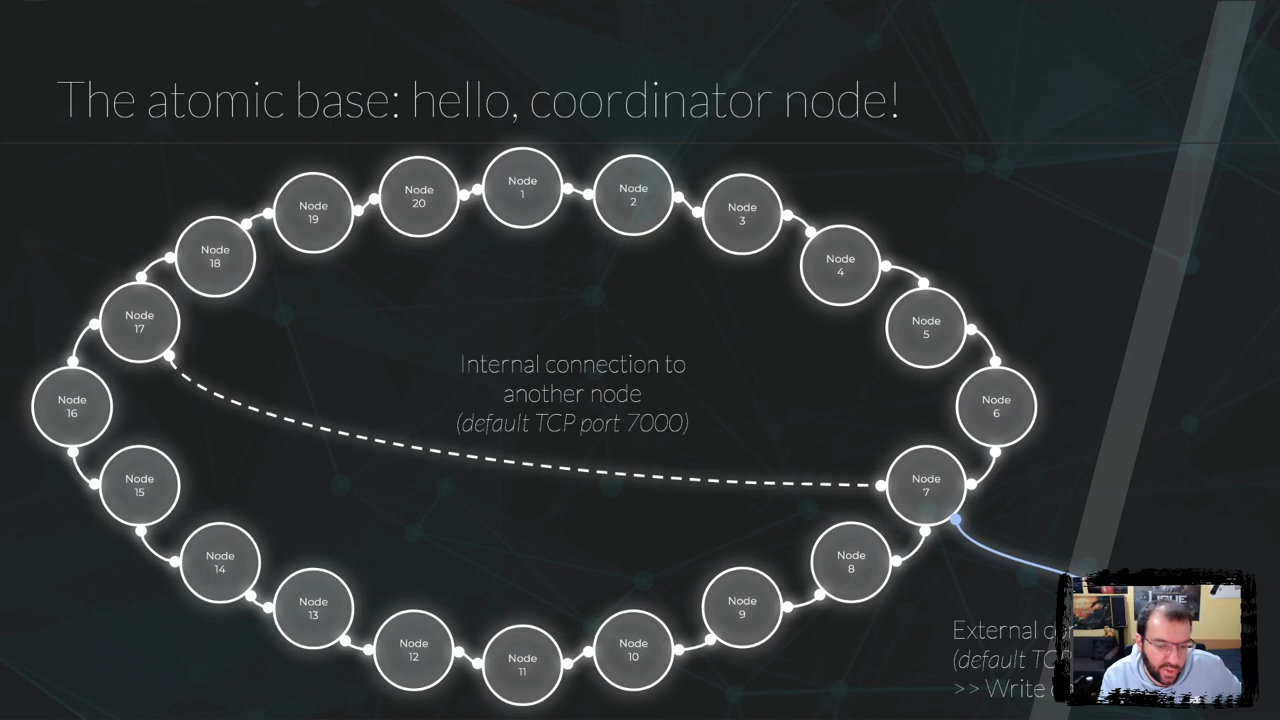 The atomic base: hello, coordinator node!
Node
1
Node
2
Node
3
Node
4
Node
5
Node
6
Node
7
Node
8
Node
9
Node
10
Node
11
Node
12
Node
13
Node
14
Node
15
Node
16
Node
17
Node
18
Node
19
Node
20
Internal connection to
another node
(default TCP port 7000)
External
(default
>> Write